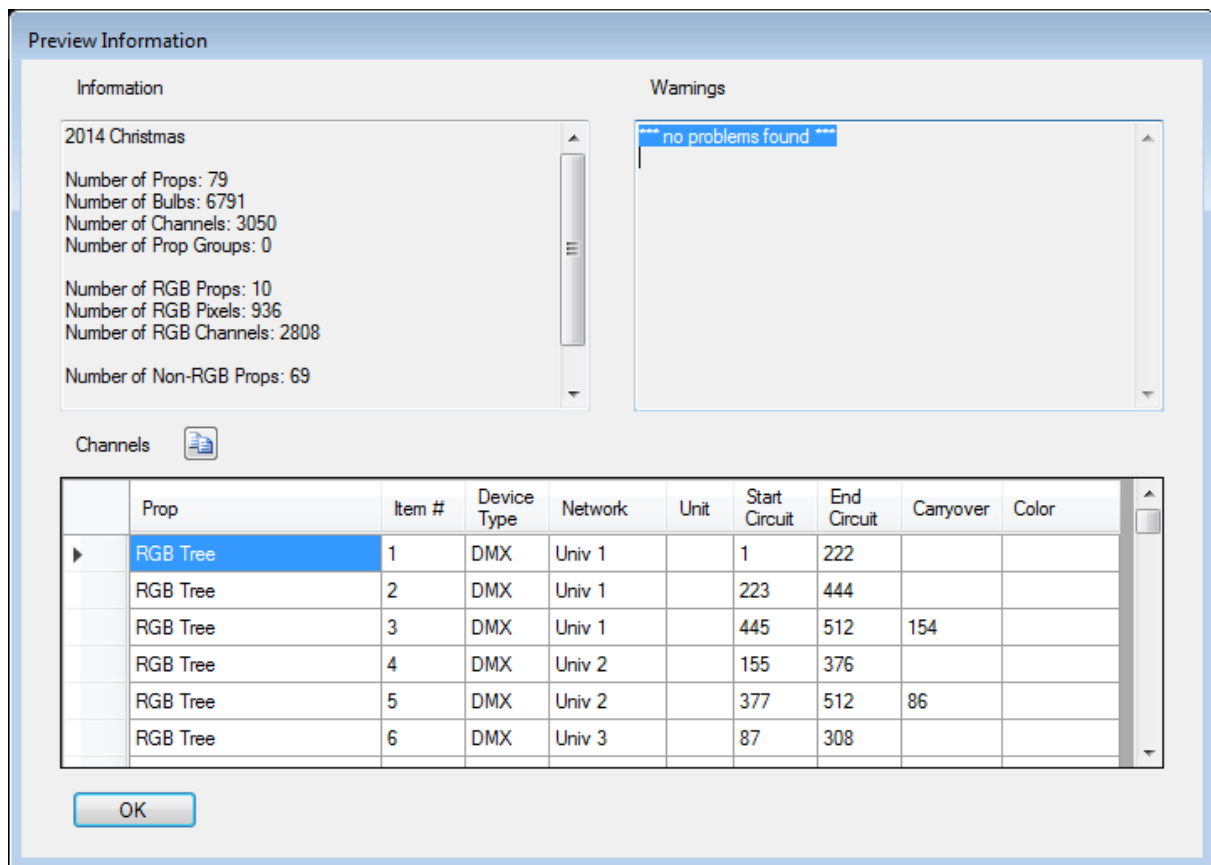 Preview Information
Information
Warnings
2014 Christmas
Number of Props: 79
Number of Bulbs: 6791
Number of Channels: 3050
Number of Prop Groups: 0
Number of RGB Props: 10
Number of RGB Pixels: 936
Number of RGB Channels: 2808
Number of Non-RGB Props: 69
*** no problems found ***
Channels
Prop Item # Device Type Network Unit Start Circuit End Circuit Carryover Color
RGB Tree 1 DMX Univ 1 1 222
RGB Tree 2 DMX Univ 1 223 444
RGB Tree 3 DMX Univ 1 445 512 154
RGB Tree 4 DMX Univ 2 155 376
RGB Tree 5 DMX Univ 2 377 512 86
RGB Tree 6 DMX Univ 3 87 308
OK